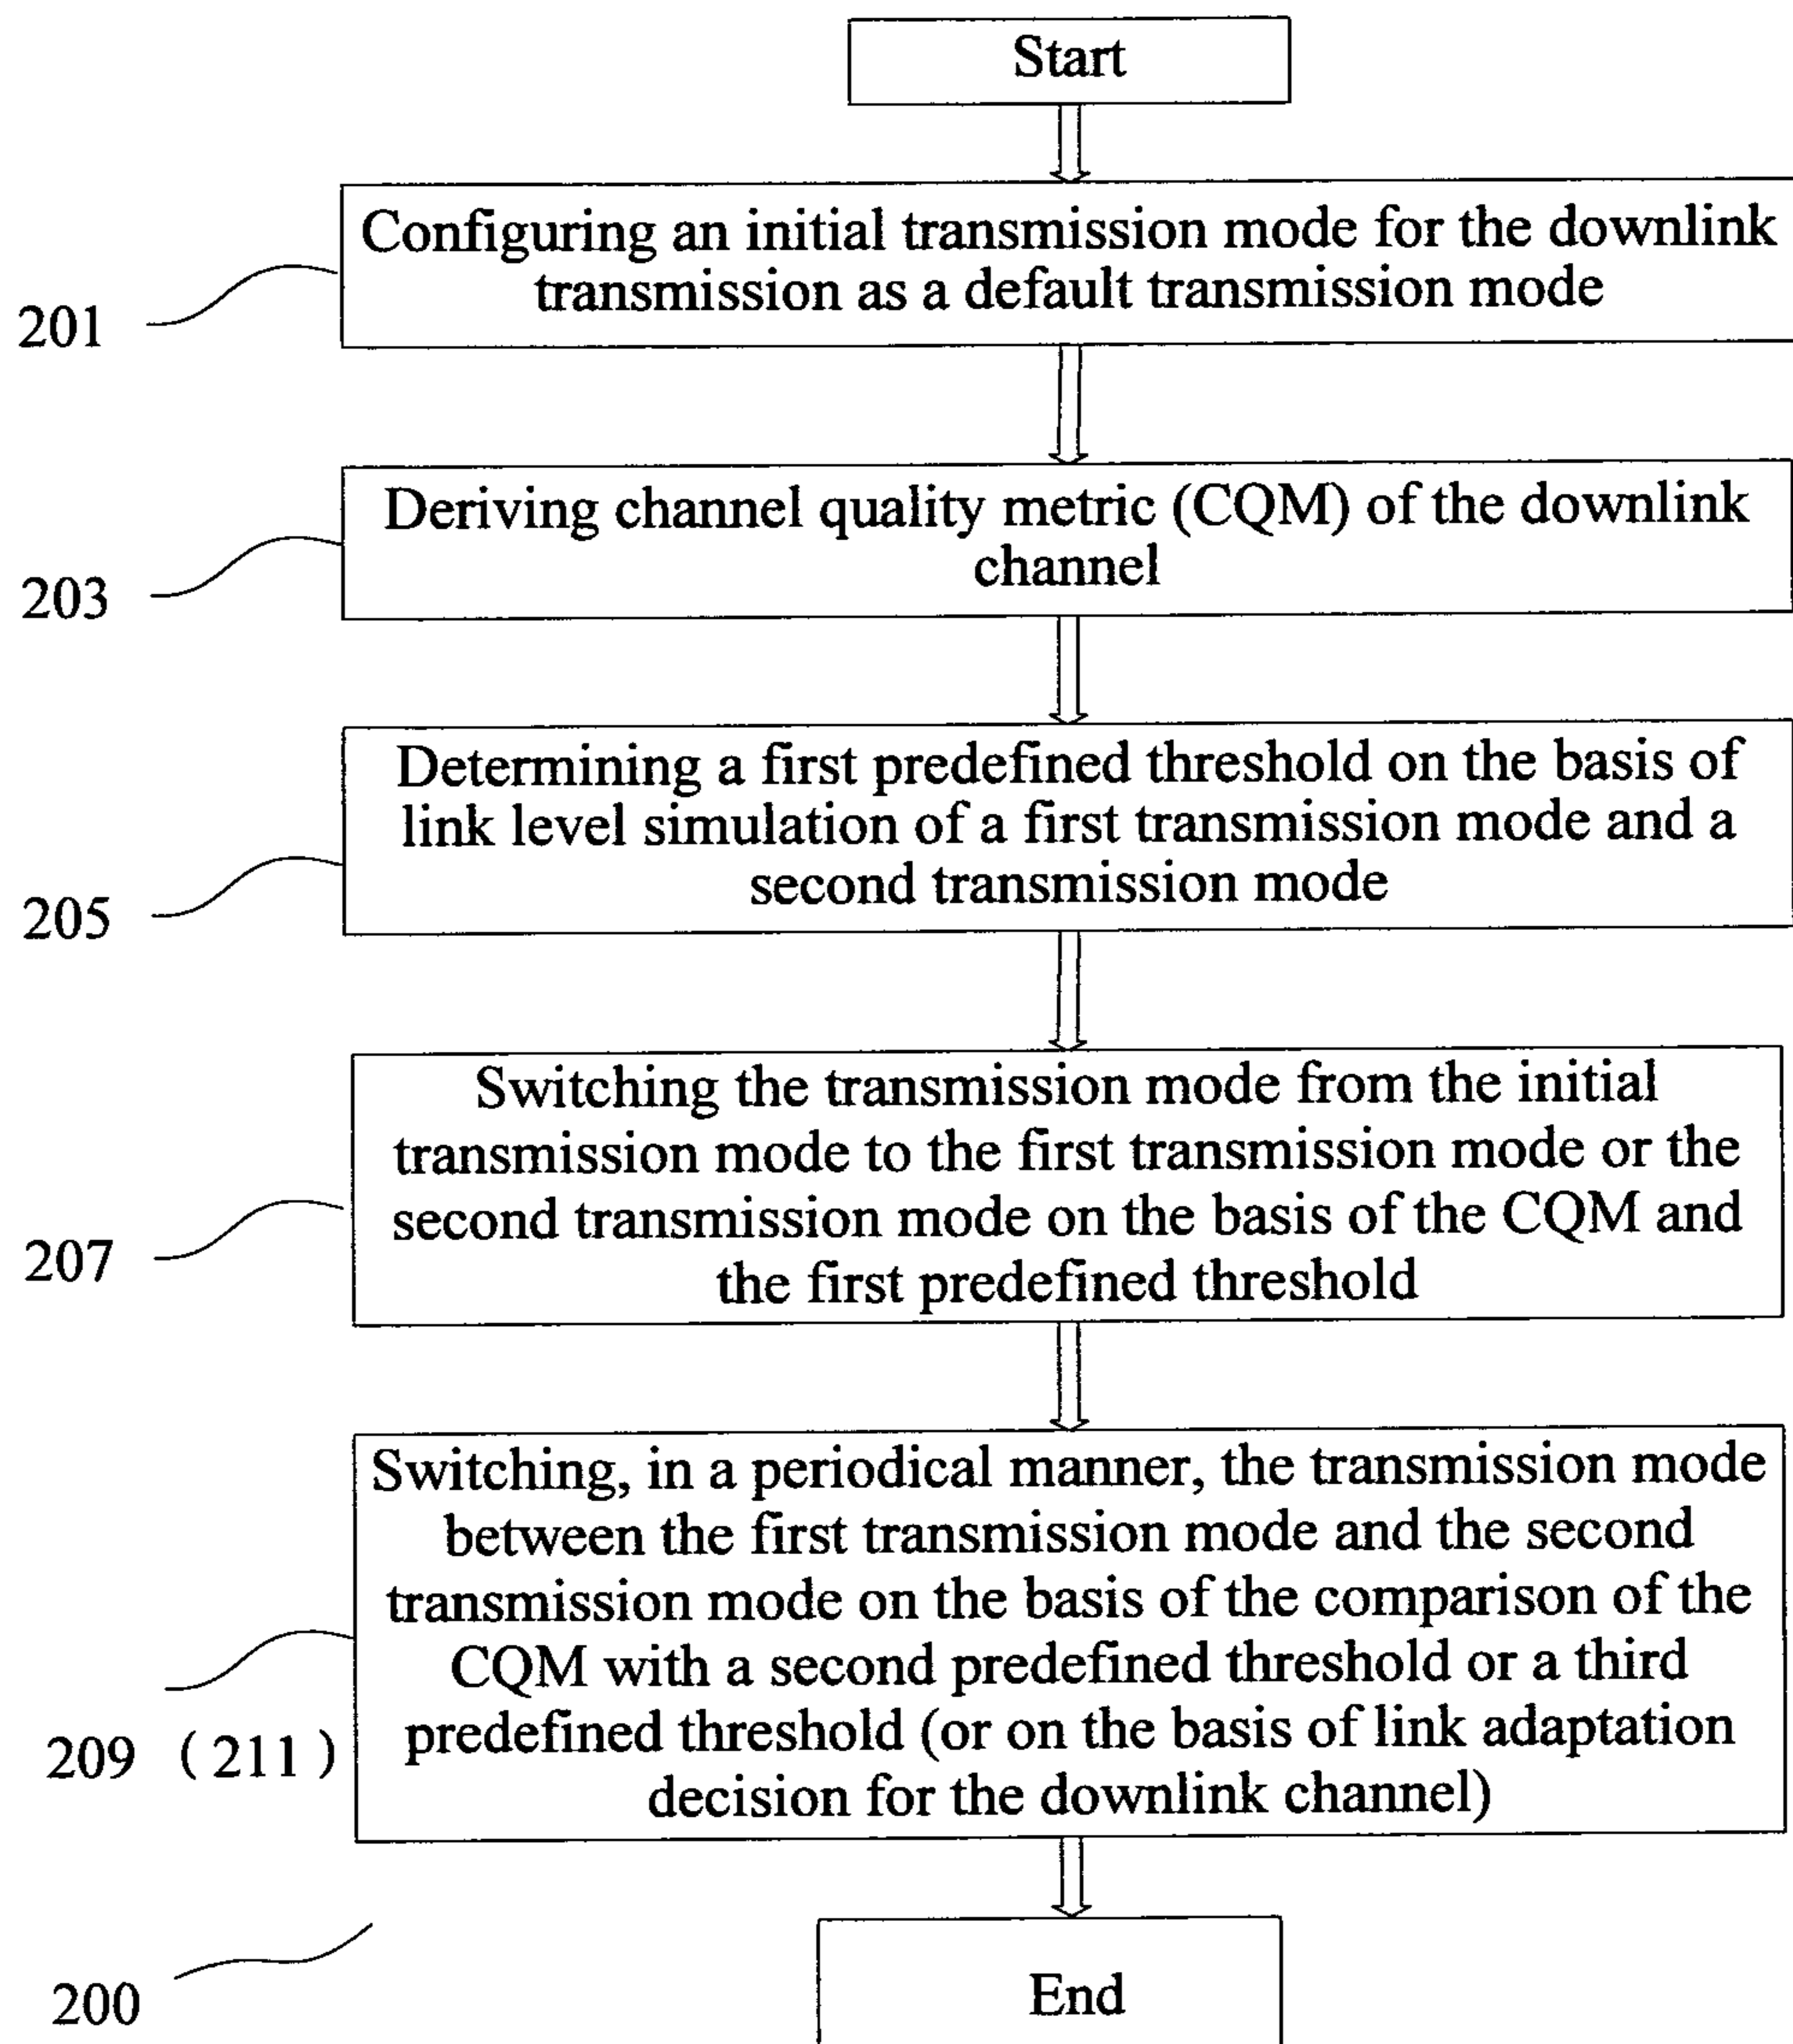 Start
Configuring an initial transmission mode for the downlink
transmission as a default transmission mode
201
Deriving channel quality metric (CQM) of the downlink
channel
203
Determining a first predefined threshold on the basis of
link level simulation of a first transmission mode and a
second transmission mode
205
Switching the transmission mode from the initial
transmission mode to the first transmission mode or the
second transmission mode on the basis of the CQM and
the first predefined threshold
207
Switching, in a periodical manner, the transmission mode
between the first transmission mode and the second
transmission mode on the basis of the comparison of the
CQM with a second predefined threshold or a third
predefined threshold (or on the basis of link adaptation
decision for the downlink channel)
209 （211）
End
200